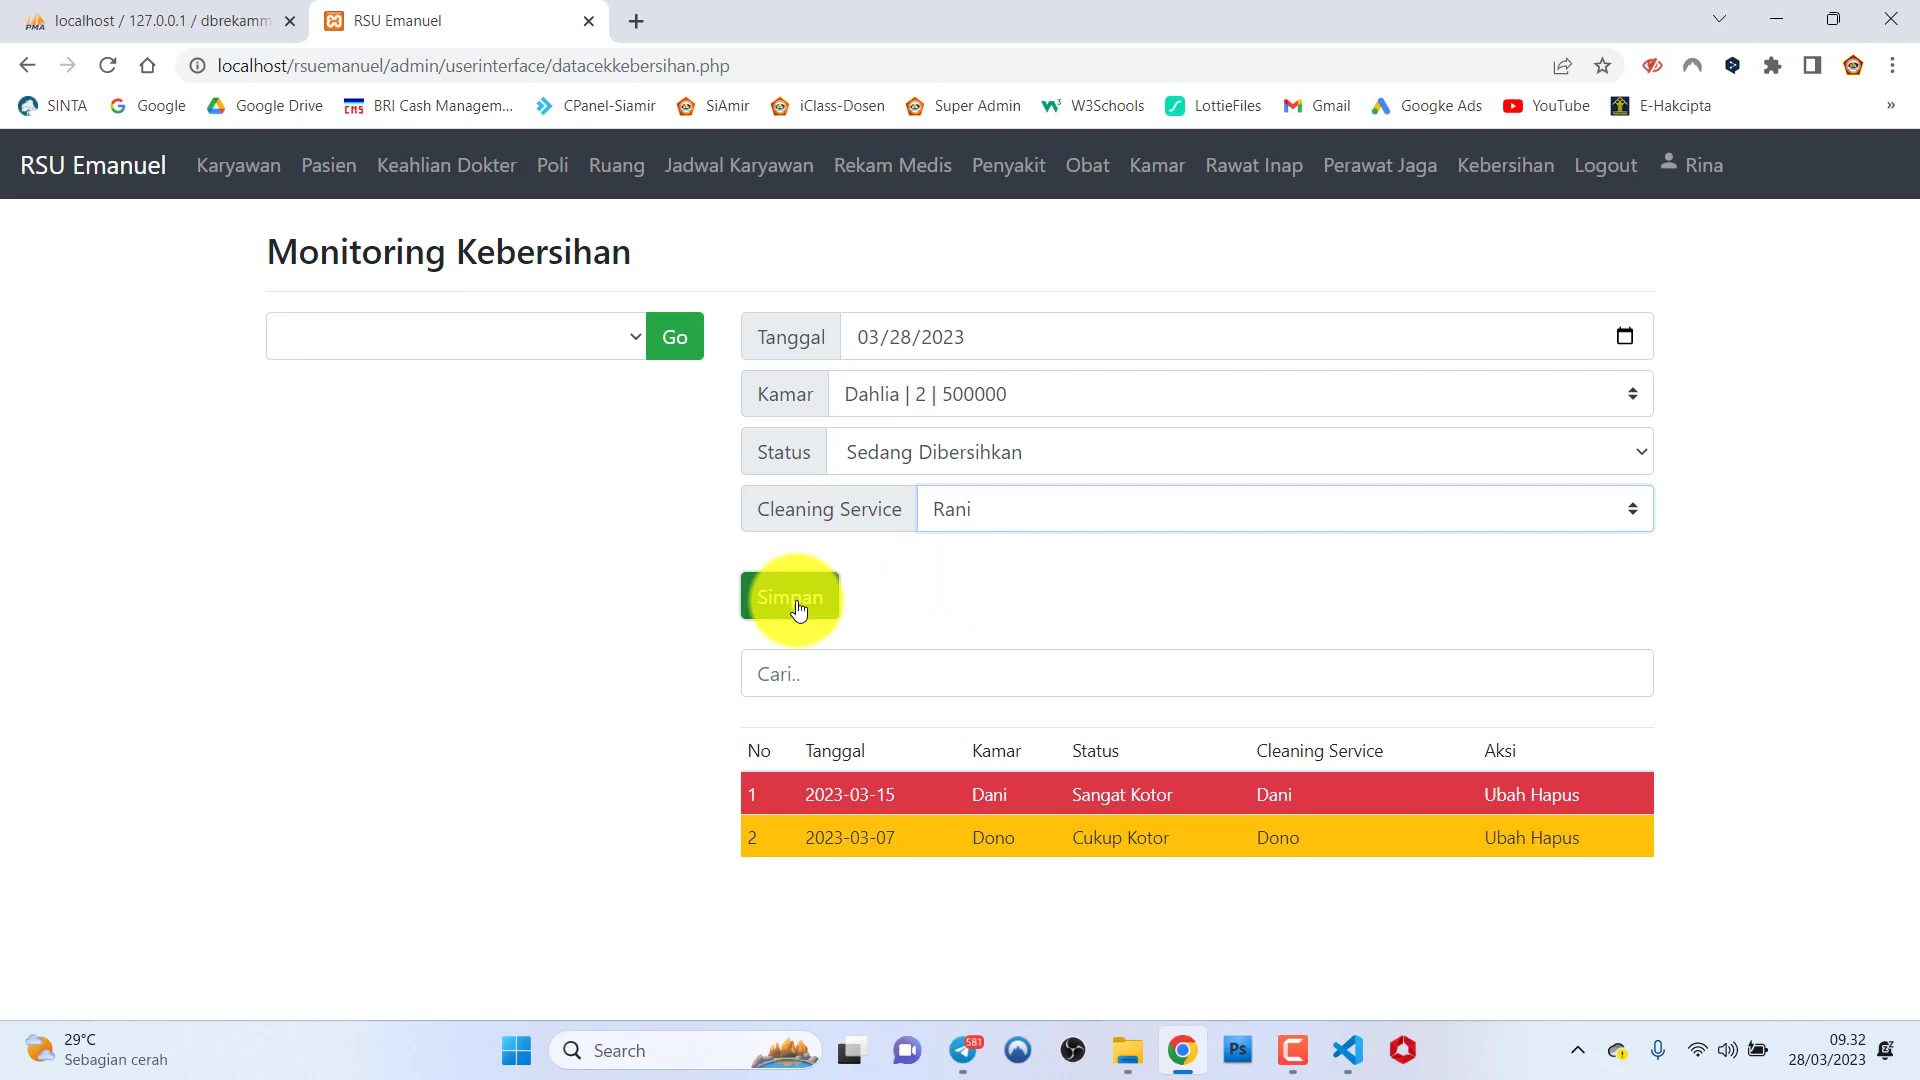 localhost / 127.0.0.1 / dbrekamm
RSU Emanuel
localhost/rsuemanuel/admin/userinterface/datacekkebersihan.php
SINTA Google Google Drive BRI Cash Managem... CPanel-Siamir SiAmir iClass-Dosen Super Admin W3Schools LottieFiles Gmail Googke Ads YouTube E-Hakcipta »
RSU Emanuel Karyawan Pasien Keahlian Dokter Poli Ruang Jadwal Karyawan Rekam Medis Penyakit Obat Kamar Rawat Inap Perawat Jaga Kebersihan Logout Rina
Monitoring Kebersihan
Go
Tanggal 03/28/2023
Kamar Dahlia | 2 | 500000
Status Sedang Dibersihkan
Cleaning Service Rani
Simpan
Cari..
No Tanggal Kamar Status Cleaning Service Aksi
1 2023-03-15 Dani Sangat Kotor Dani Ubah Hapus
2 2023-03-07 Dono Cukup Kotor Dono Ubah Hapus
29°C
Sebagian cerah
Search
581
Ps
09.32
28/03/2023